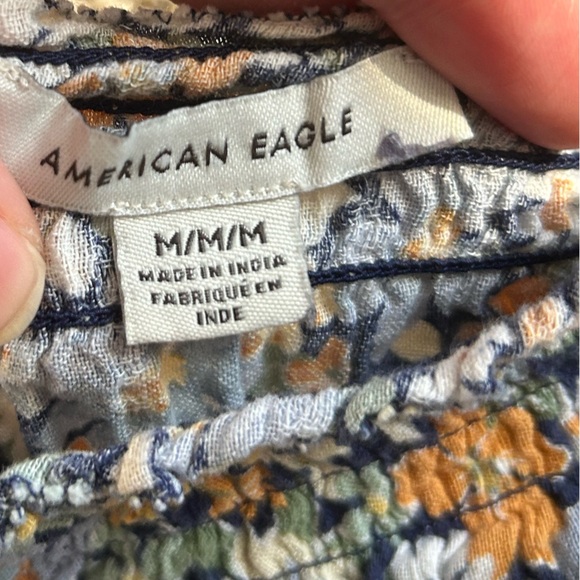 AMERICAN EAGLE
M/M/M
MADE IN INDIA
FABRIQUÉ EN
INDE